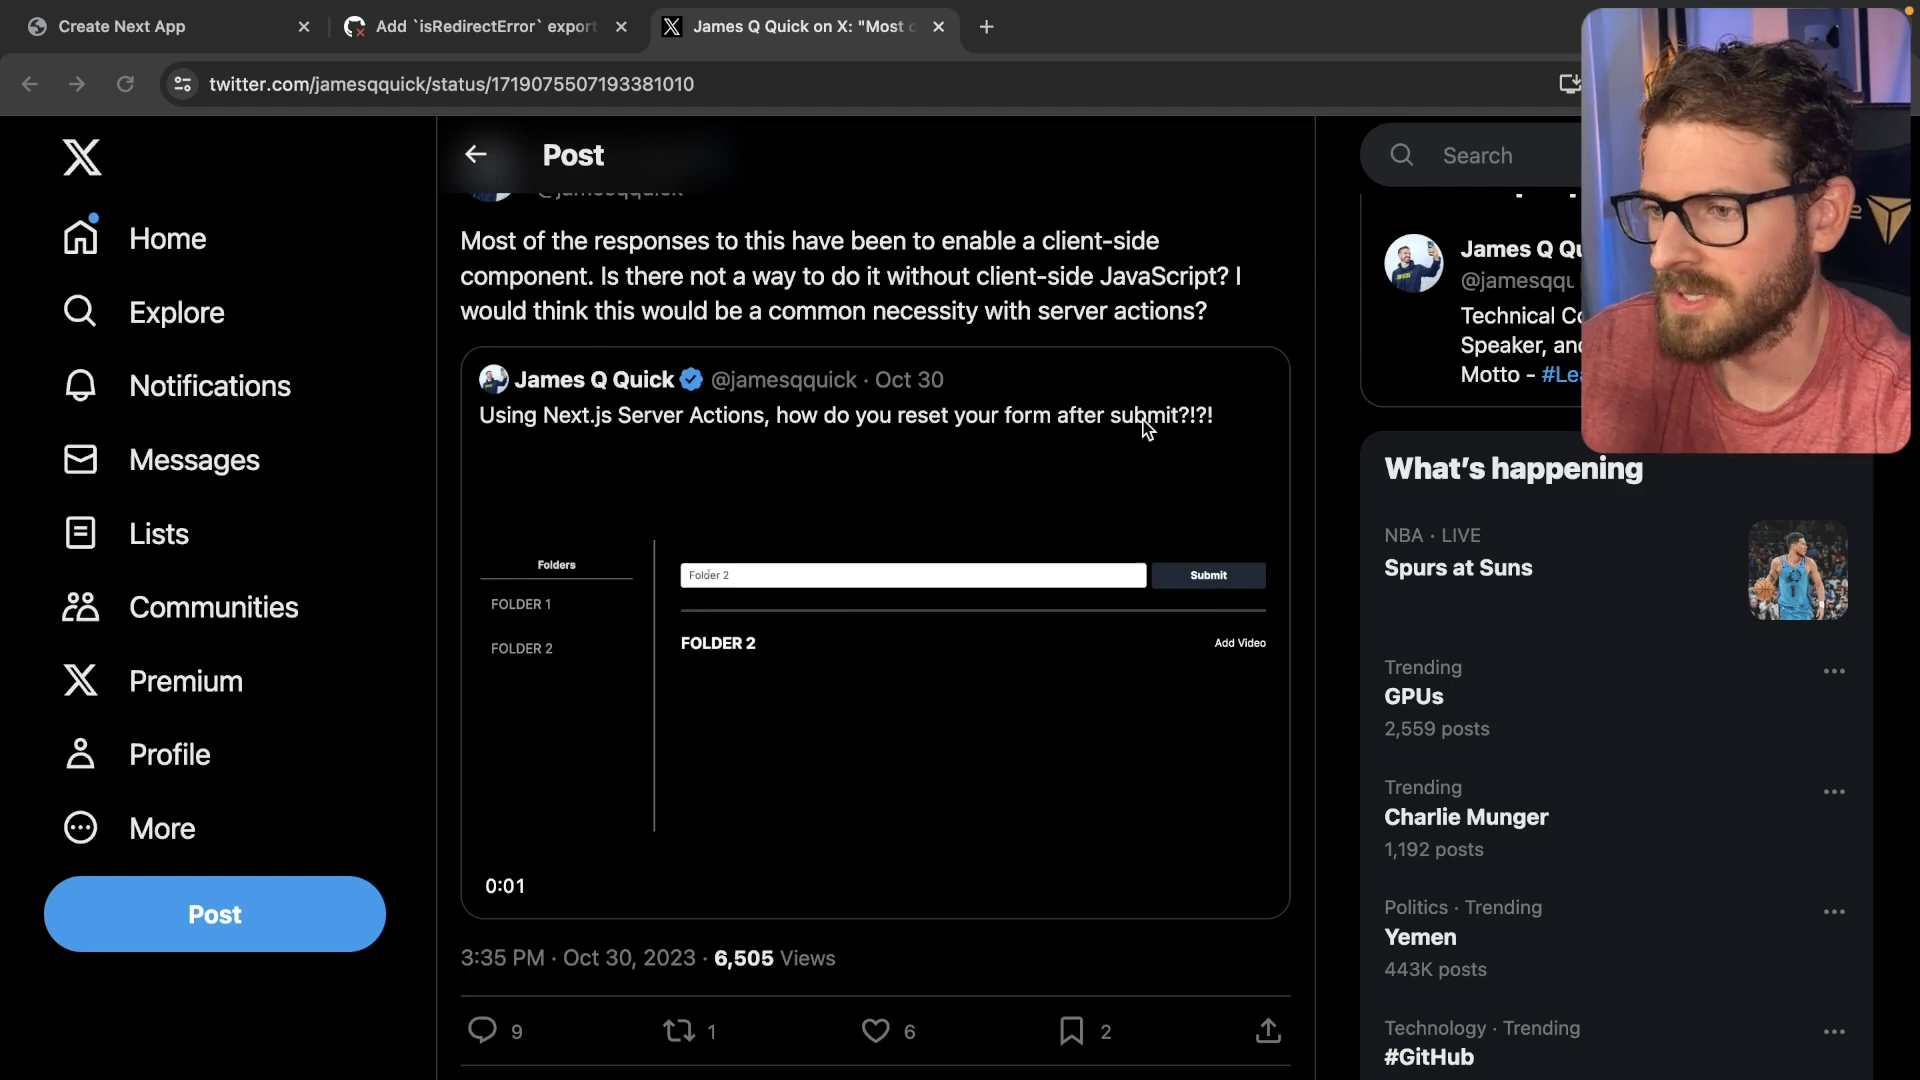 Create Next App
Add `isRedirectError` export
James Q Quick on X: "Most c
twitter.com/jamesqquick/status/1719075507193381010
Post
Search
@jamesqquick
Home
Explore
Notifications
Messages
Lists
Communities
Premium
Profile
More
Post
Most of the responses to this have been to enable a client-side
component. Is there not a way to do it without client-side JavaScript? I
would think this would be a common necessity with server actions?
James Q Quick @jamesqquick · Oct 30
Using Next.js Server Actions, how do you reset your form after submit?!?!
Folders
FOLDER 1
FOLDER 2
Folder 2
Submit
FOLDER 2
Add Video
0:01
3:35 PM · Oct 30, 2023 · 6,505 Views
9
1
6
2
James Q Qu
@jamesqqu
Technical Co
Speaker, and
Motto - #Lea
What's happening
NBA · LIVE
Spurs at Suns
Trending
GPUs
2,559 posts
Trending
Charlie Munger
1,192 posts
Politics · Trending
Yemen
443K posts
Technology · Trending
#GitHub